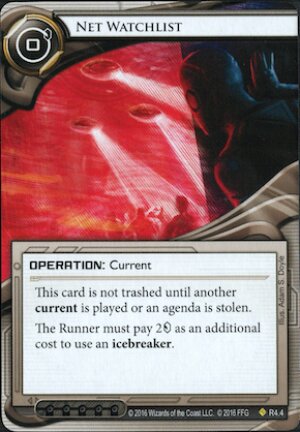 NET WATCHLIST
0
OPERATION: Current
This card is not trashed until another
current is played or an agenda is stolen.
The Runner must pay 2 as an additional
cost to use an icebreaker.
Illus. Adam S. Doyle
© 2016 Wizards of the Coast LLC. © 2016 FFG R4.4